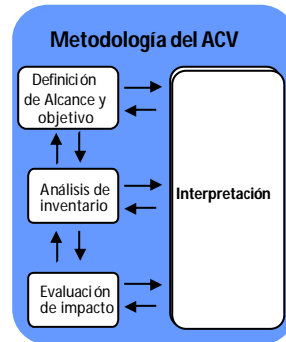 Metodología del ACV
Definición
de Alcance y
objetivo
Análisis de
inventario
Interpretación
Evaluación
de impacto